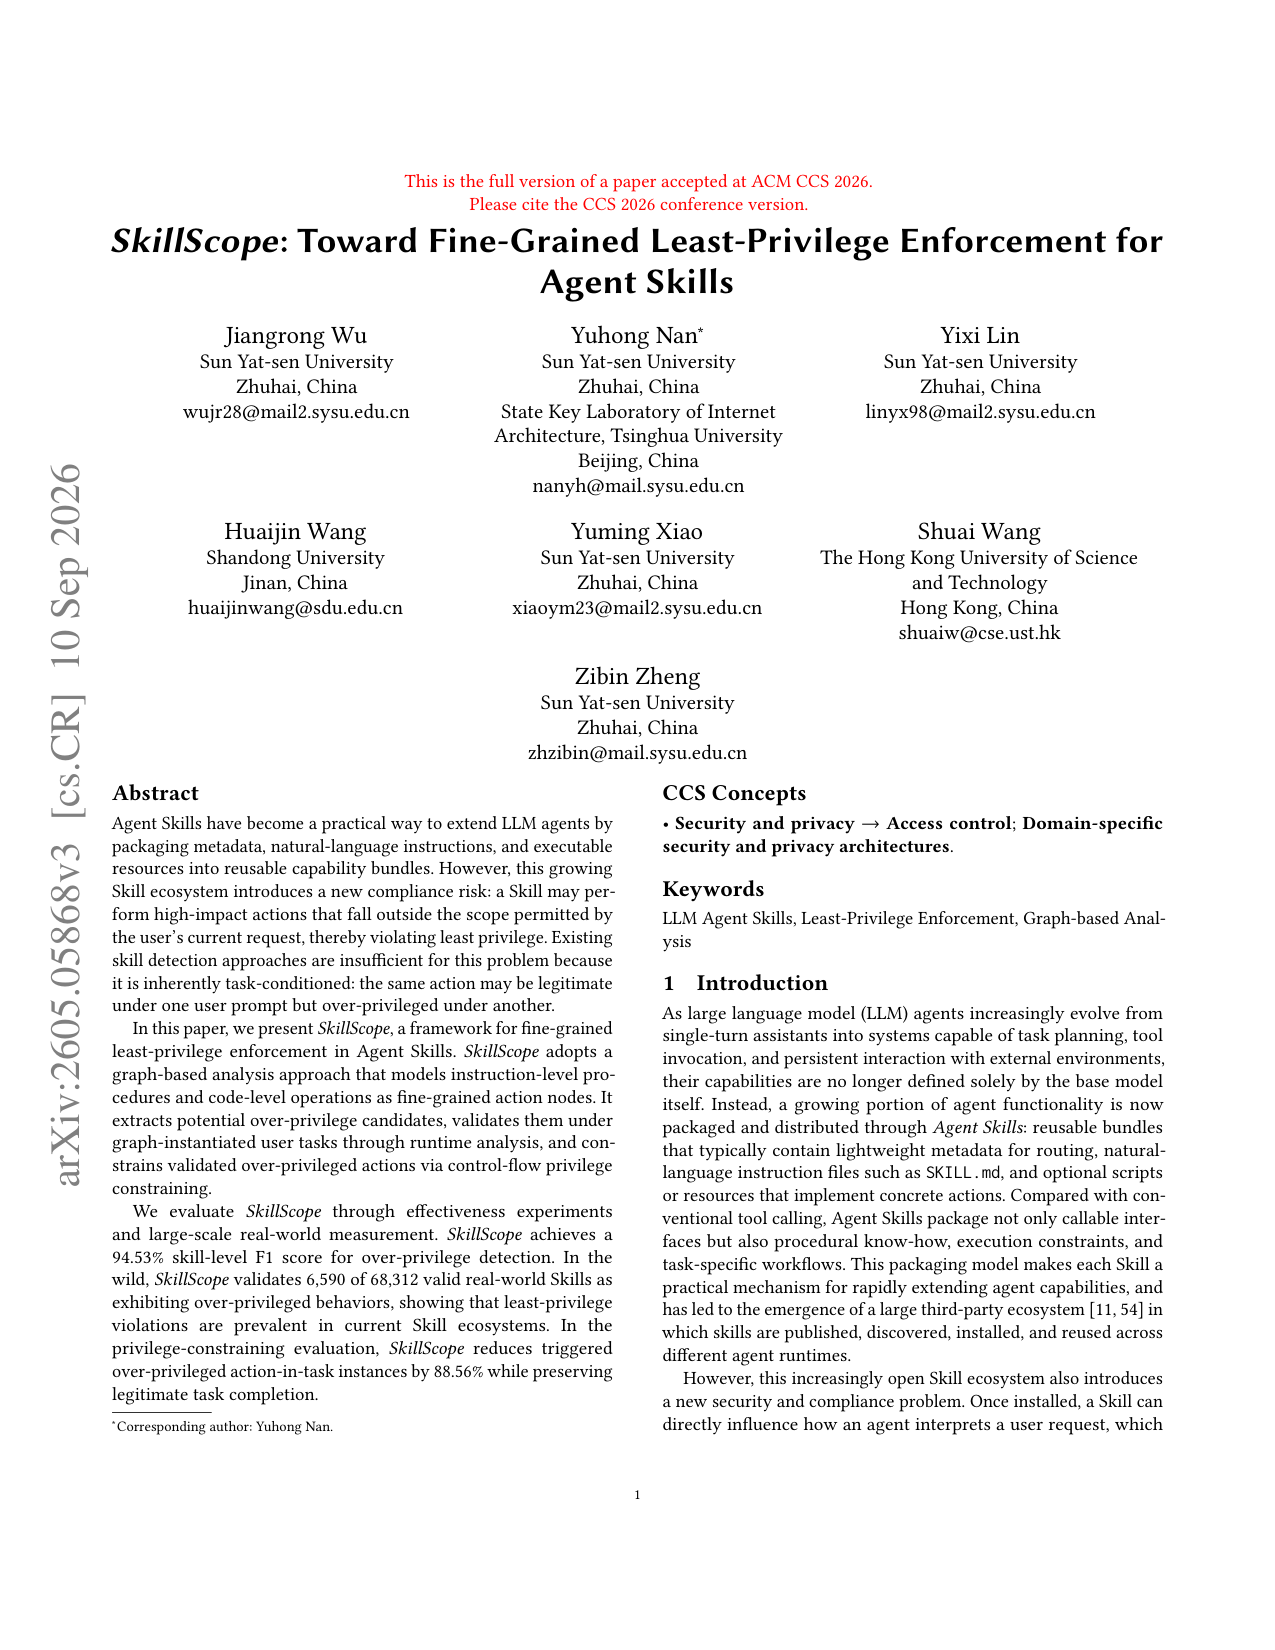 This is the full version of a paper accepted at ACM CCS 2026.
Please cite the CCS 2026 conference version.
SkillScope: Toward Fine-Grained Least-Privilege Enforcement for
Agent Skills
Jiangrong Wu
Sun Yat-sen University
Zhuhai, China
wujr28@mail2.sysu.edu.cn
Yuhong Nan*
Sun Yat-sen University
Zhuhai, China
State Key Laboratory of Internet
Architecture, Tsinghua University
Beijing, China
nanyh@mail.sysu.edu.cn
Yixi Lin
Sun Yat-sen University
Zhuhai, China
linyx98@mail2.sysu.edu.cn
Huaijin Wang
Shandong University
Jinan, China
huaijinwang@sdu.edu.cn
Yuming Xiao
Sun Yat-sen University
Zhuhai, China
xiaoym23@mail2.sysu.edu.cn
Shuai Wang
The Hong Kong University of Science
and Technology
Hong Kong, China
shuaiw@cse.ust.hk
Zibin Zheng
Sun Yat-sen University
Zhuhai, China
zhzibin@mail.sysu.edu.cn
arXiv:2605.05868v3 [cs.CR] 10 Sep 2026
Abstract
Agent Skills have become a practical way to extend LLM agents by
packaging metadata, natural-language instructions, and executable
resources into reusable capability bundles. However, this growing
Skill ecosystem introduces a new compliance risk: a Skill may per-
form high-impact actions that fall outside the scope permitted by
the user's current request, thereby violating least privilege. Existing
skill detection approaches are insufficient for this problem because
it is inherently task-conditioned: the same action may be legitimate
under one user prompt but over-privileged under another.
In this paper, we present SkillScope, a framework for fine-grained
least-privilege enforcement in Agent Skills. SkillScope adopts a
graph-based analysis approach that models instruction-level pro-
cedures and code-level operations as fine-grained action nodes. It
extracts potential over-privilege candidates, validates them under
graph-instantiated user tasks through runtime analysis, and con-
strains validated over-privileged actions via control-flow privilege
constraining.
We evaluate SkillScope through effectiveness experiments
and large-scale real-world measurement. SkillScope achieves a
94.53% skill-level F1 score for over-privilege detection. In the
wild, SkillScope validates 6,590 of 68,312 valid real-world Skills as
exhibiting over-privileged behaviors, showing that least-privilege
violations are prevalent in current Skill ecosystems. In the
privilege-constraining evaluation, SkillScope reduces triggered
over-privileged action-in-task instances by 88.56% while preserving
legitimate task completion.
*Corresponding author: Yuhong Nan.
CCS Concepts
• Security and privacy → Access control; Domain-specific
security and privacy architectures.
Keywords
LLM Agent Skills, Least-Privilege Enforcement, Graph-based Anal-
ysis
1 Introduction
As large language model (LLM) agents increasingly evolve from
single-turn assistants into systems capable of task planning, tool
invocation, and persistent interaction with external environments,
their capabilities are no longer defined solely by the base model
itself. Instead, a growing portion of agent functionality is now
packaged and distributed through Agent Skills: reusable bundles
that typically contain lightweight metadata for routing, natural-
language instruction files such as SKILL.md, and optional scripts
or resources that implement concrete actions. Compared with con-
ventional tool calling, Agent Skills package not only callable inter-
faces but also procedural know-how, execution constraints, and
task-specific workflows. This packaging model makes each Skill a
practical mechanism for rapidly extending agent capabilities, and
has led to the emergence of a large third-party ecosystem [11, 54] in
which skills are published, discovered, installed, and reused across
different agent runtimes.
However, this increasingly open Skill ecosystem also introduces
a new security and compliance problem. Once installed, a Skill can
directly influence how an agent interprets a user request, which
1